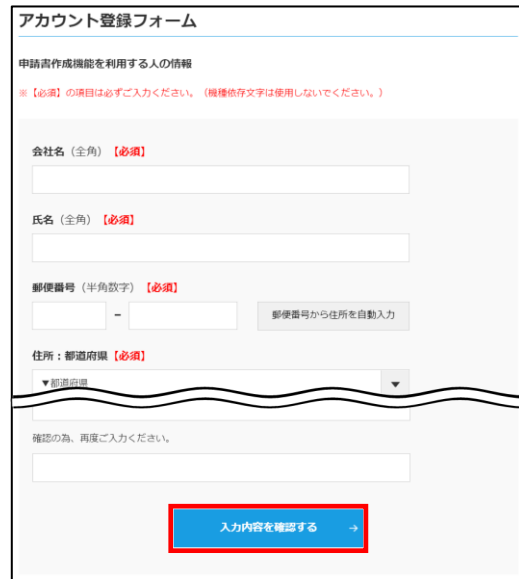 アカウント登録フォーム
申請書作成機能を利用する人の情報
※【必須】の項目は必ずご入力ください。（機種依存文字は使用しないでください。）
会社名（全角）【必須】
氏名（全角）【必須】
郵便番号（半角数字）【必須】
－ 郵便番号から住所を自動入力
住所：都道府県【必須】
▼都道府県 ▼
確認の為、再度ご入力ください。
入力内容を確認する →